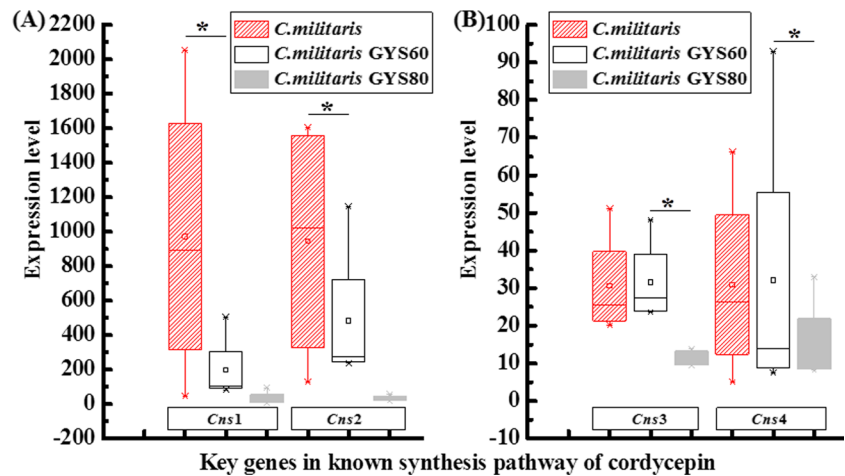 (A)
2200
2000
1800
1600
1400
1200
1000
800
600
400
200
0
-200
Expression level
C.militaris
C.militaris GYS60
C.militaris GYS80
*
*
Cns1
Cns2
(B)
100
90
80
70
60
50
40
30
20
10
0
-10
Expression level
C.militaris
C.militaris GYS60
C.militaris GYS80
*
*
Cns3
Cns4
Key genes in known synthesis pathway of cordycepin